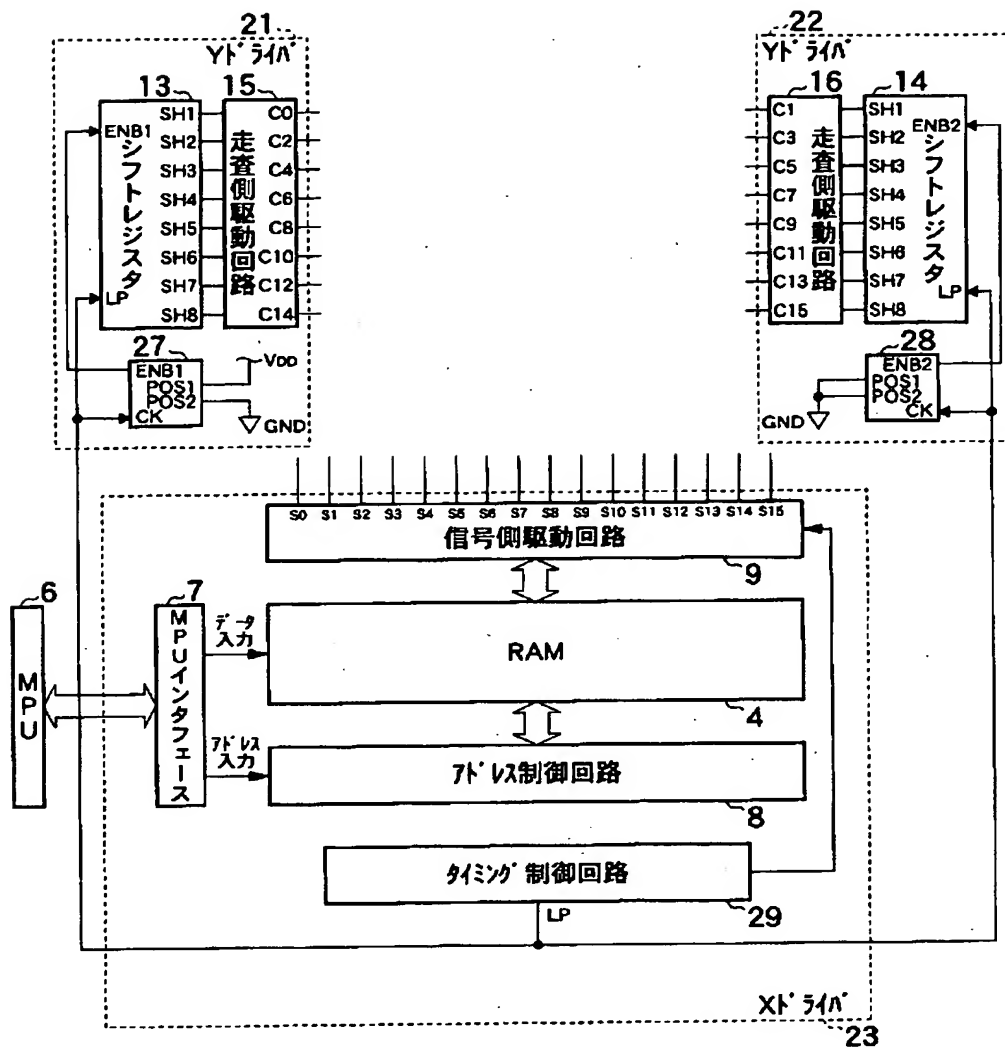 21
Yドライバ
13
15
ENB1
LP
シフトレジスタ
SH1
SH2
SH3
SH4
SH5
SH6
SH7
SH8
走査側駆動回路
C0
C2
C4
C6
C8
C10
C12
C14
27
ENB1
POS1
POS2
CK
VDD
GND
22
Yドライバ
16
14
C1
C3
C5
C7
C9
C11
C13
C15
走査側駆動回路
SH1
SH2
SH3
SH4
SH5
SH6
SH7
SH8
シフトレジスタ
ENB2
LP
28
ENB2
POS1
POS2
CK
GND
S0 S1 S2 S3 S4 S5 S6 S7 S8 S9 S10 S11 S12 S13 S14 S15
信号側駆動回路
9
6
MPU
7
MPUインタフェース
データ
入力
RAM
4
アドレス
入力
アドレス制御回路
8
タイミング制御回路
29
LP
Xドライバ
23